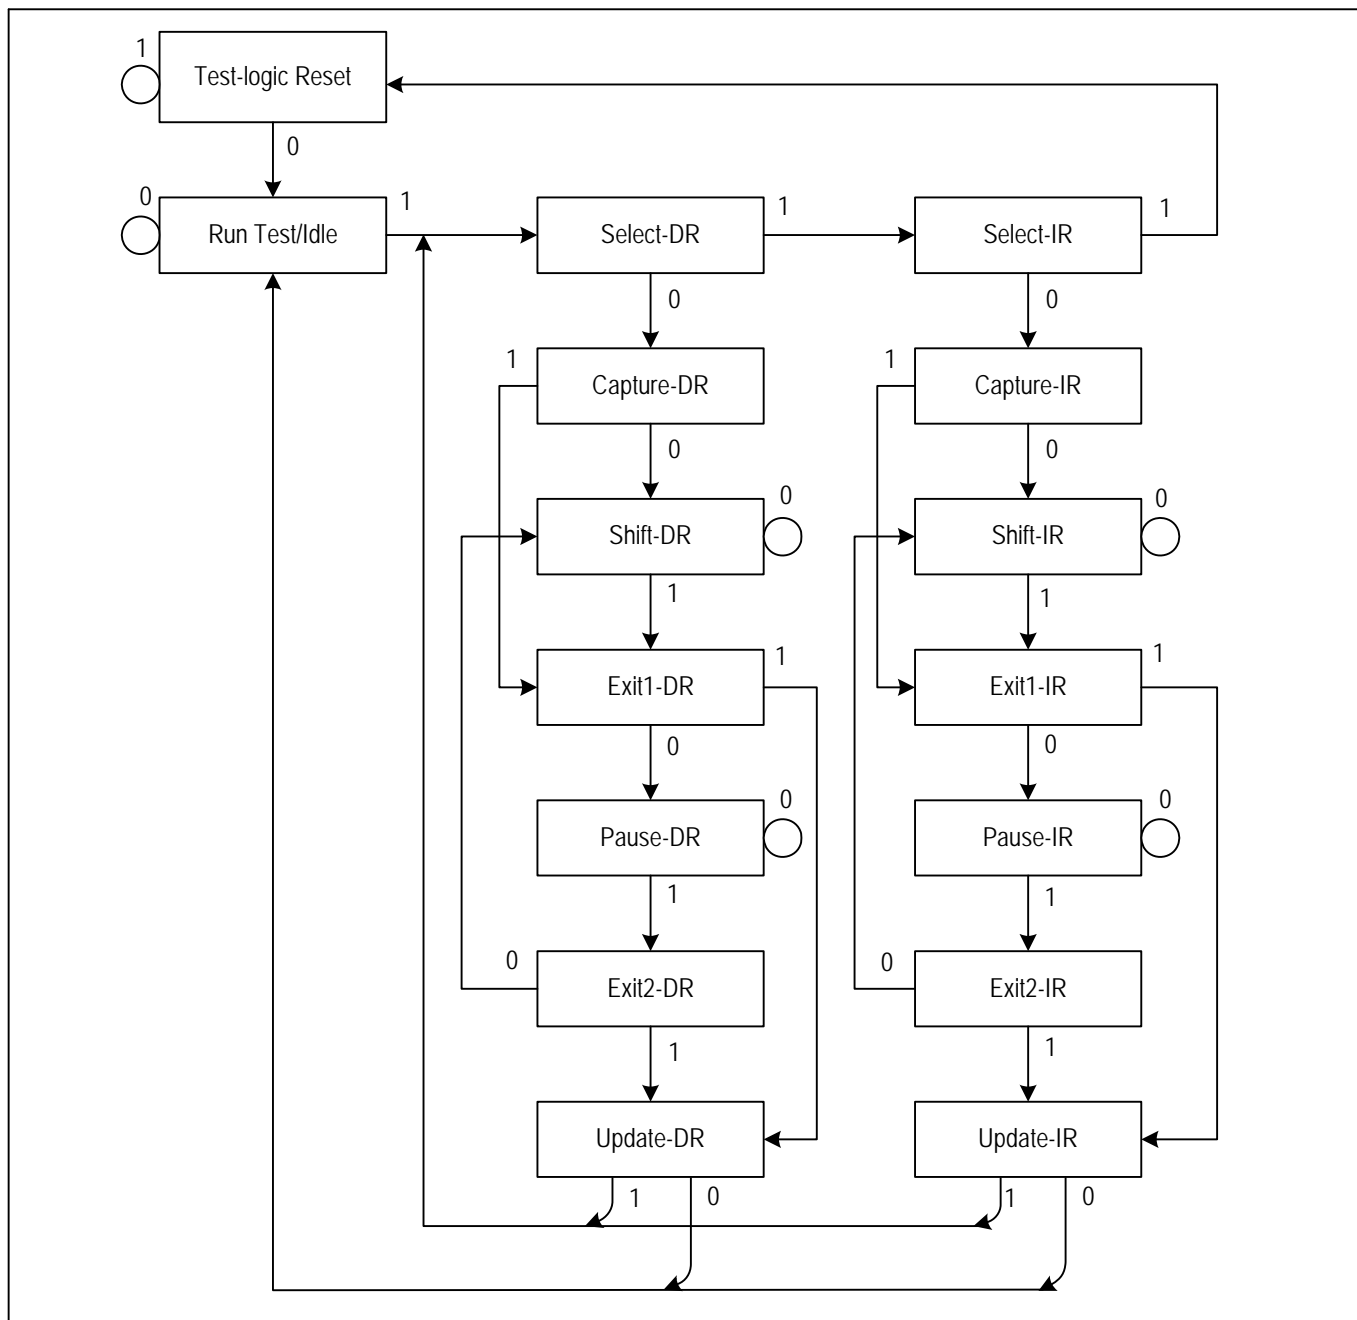 1
Test-logic Reset
0
0
Run Test/Idle
1
Select-DR
1
Select-IR
1
0
0
1
Capture-DR
1
Capture-IR
0
0
Shift-DR
0
Shift-IR
0
1
1
Exit1-DR
1
Exit1-IR
1
0
0
Pause-DR
0
Pause-IR
0
1
1
0
Exit2-DR
0
Exit2-IR
1
1
Update-DR
Update-IR
1
0
1
0